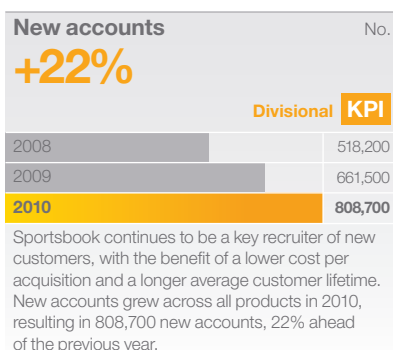 New accounts No.
+22%
Divisional KPI
2008 518,200
2009 661,500
2010 808,700
Sportsbook continues to be a key recruiter of new
customers, with the benefit of a lower cost per
acquisition and a longer average customer lifetime.
New accounts grew across all products in 2010,
resulting in 808,700 new accounts, 22% ahead
of the previous year.